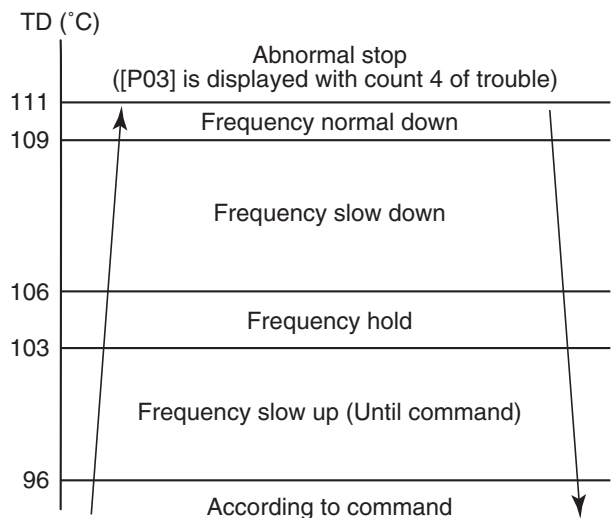 TD (˚C)
Abnormal stop
([P03] is displayed with count 4 of trouble)
111
Frequency normal down
109
Frequency slow down
106
Frequency hold
103
Frequency slow up (Until command)
96
According to command